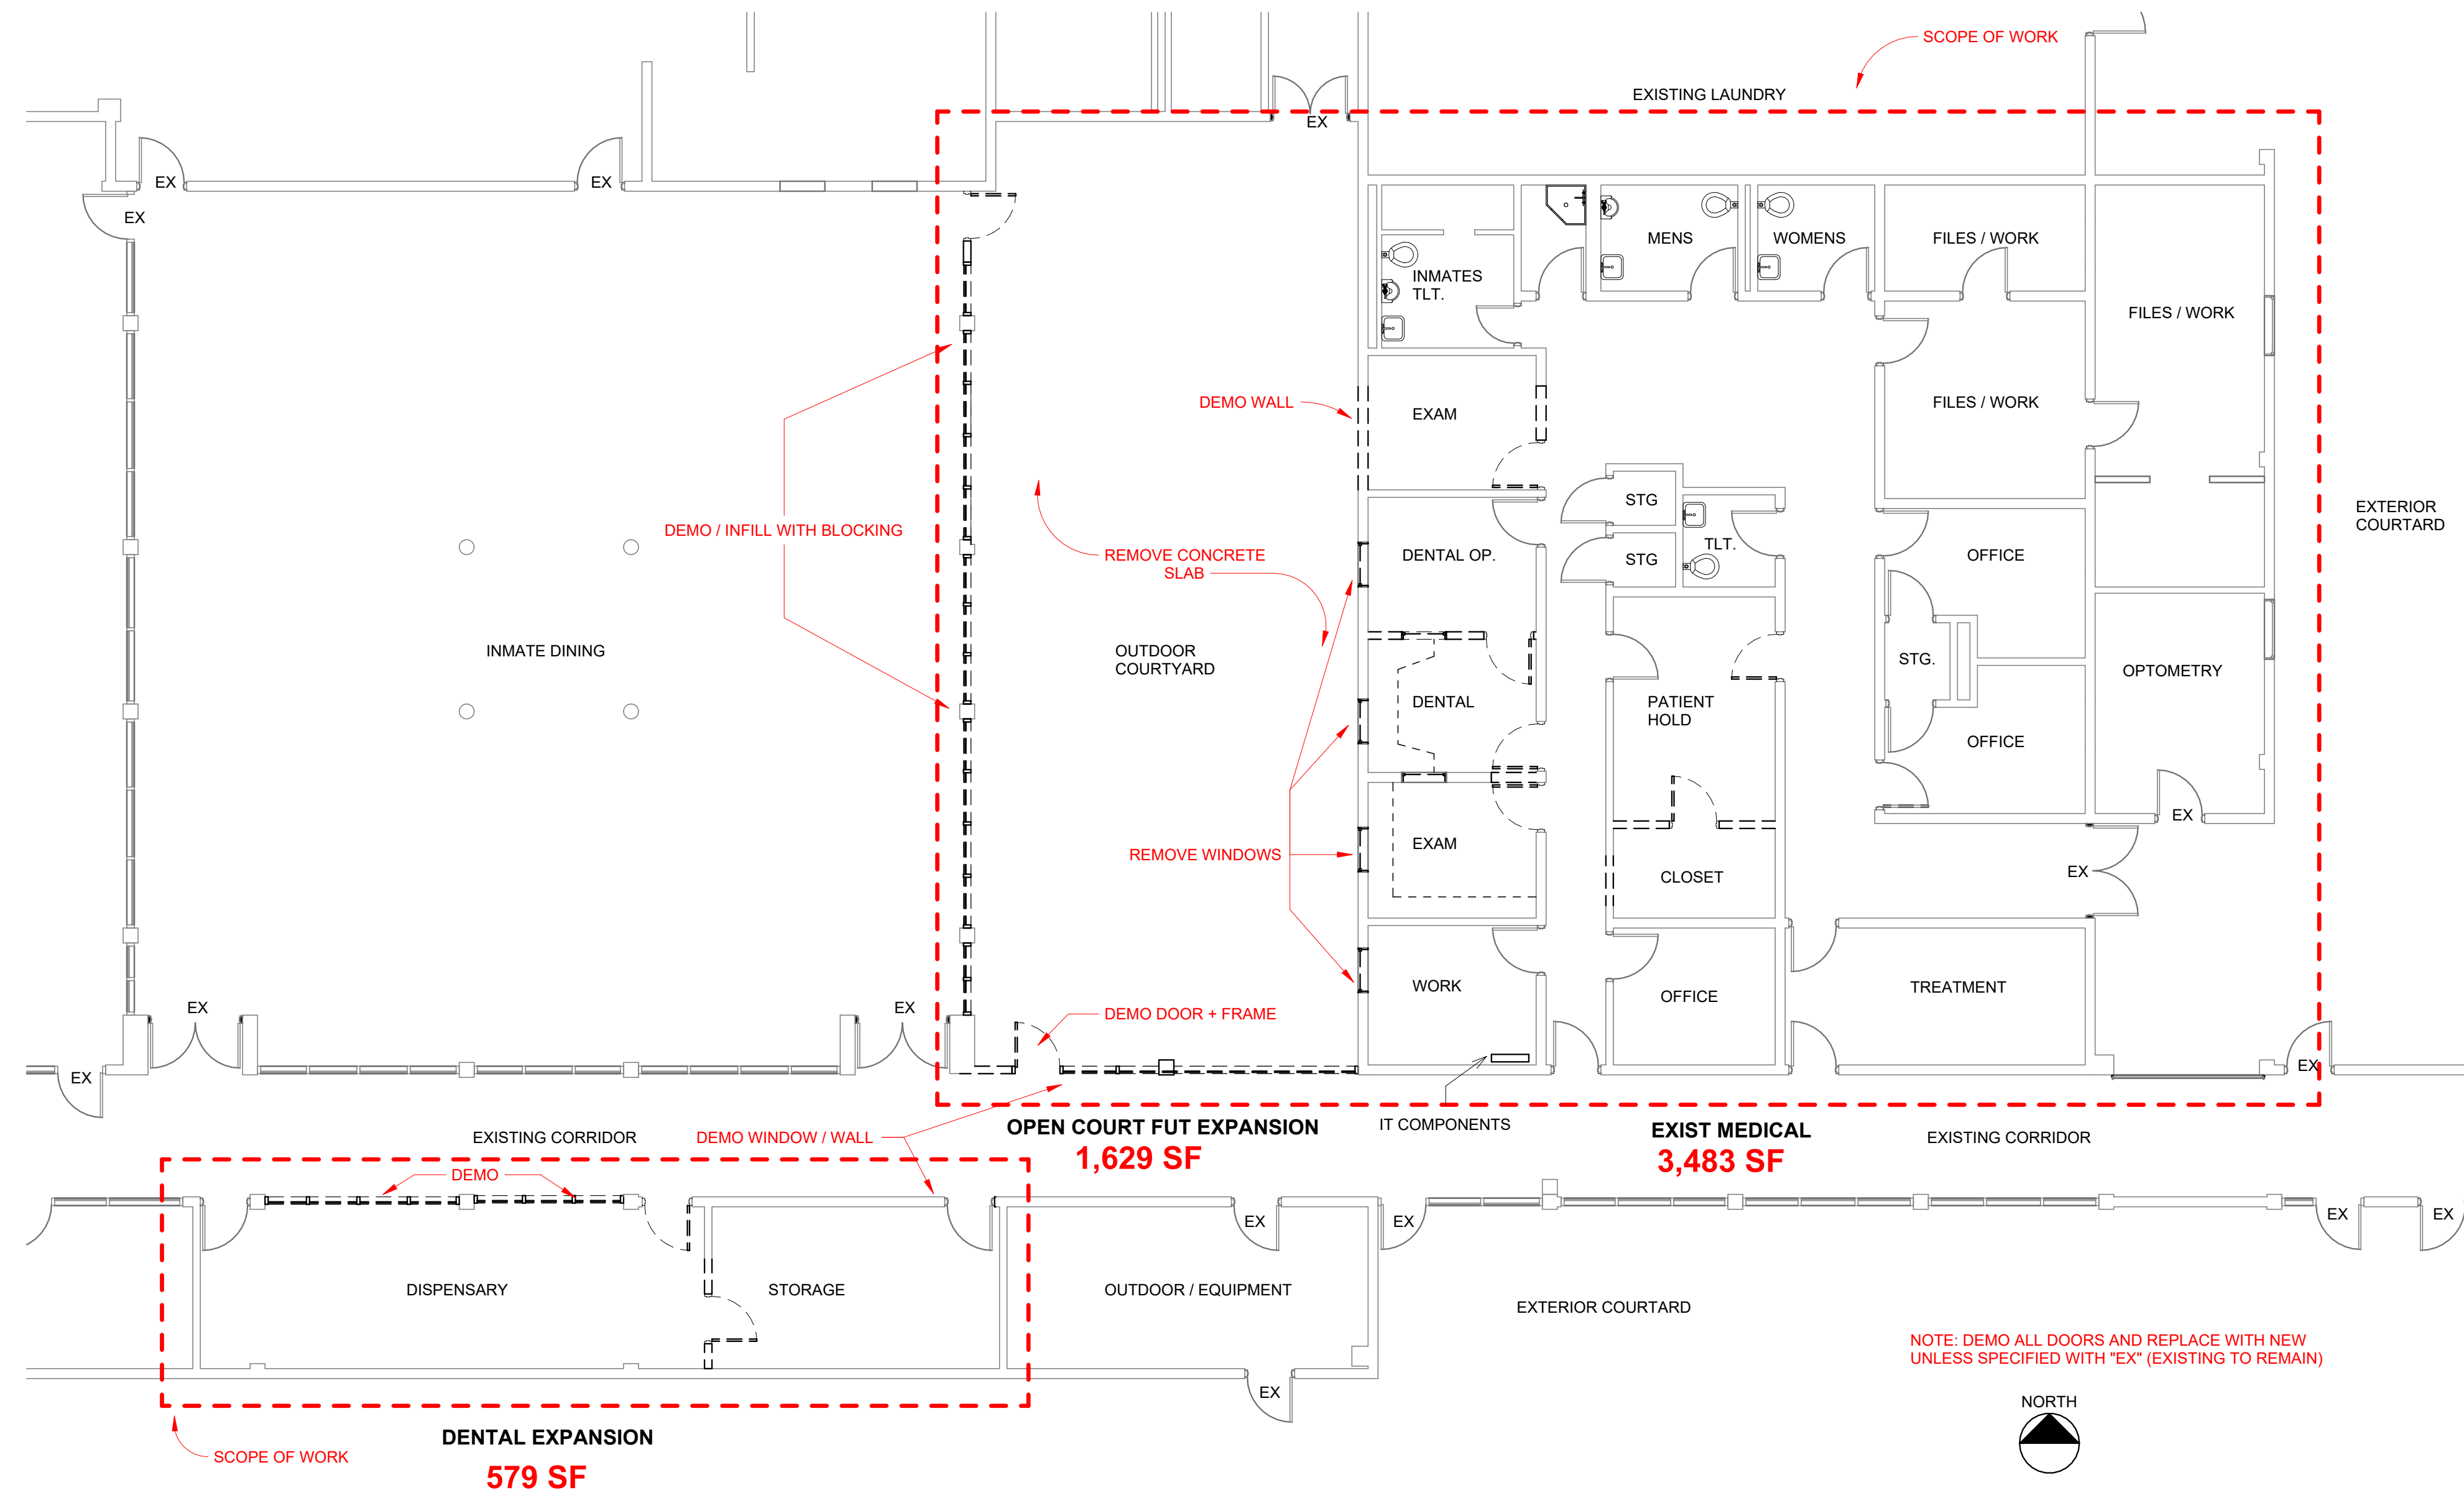 SCOPE OF WORK
EXISTING LAUNDRY
EX
EX
EX
EX
MENS
WOMENS
FILES / WORK
INMATES
TLT.
FILES / WORK
DEMO WALL
EXAM
FILES / WORK
STG
EXTERIOR
COURTARD
DEMO / INFILL WITH BLOCKING
REMOVE CONCRETE
SLAB
DENTAL OP.
STG
TLT.
OFFICE
INMATE DINING
OUTDOOR
COURTYARD
STG.
OPTOMETRY
DENTAL
PATIENT
HOLD
OFFICE
EX
REMOVE WINDOWS
EXAM
CLOSET
EX
WORK
OFFICE
TREATMENT
EX
EX
DEMO DOOR + FRAME
EX
EX
OPEN COURT FUT EXPANSION
1,629 SF
IT COMPONENTS
EXIST MEDICAL
3,483 SF
EXISTING CORRIDOR
DEMO WINDOW / WALL
EXISTING CORRIDOR
DEMO
EX
EX
EX
EX
DISPENSARY
STORAGE
OUTDOOR / EQUIPMENT
EXTERIOR COURTARD
NOTE: DEMO ALL DOORS AND REPLACE WITH NEW
UNLESS SPECIFIED WITH "EX" (EXISTING TO REMAIN)
EX
NORTH
DENTAL EXPANSION
579 SF
SCOPE OF WORK